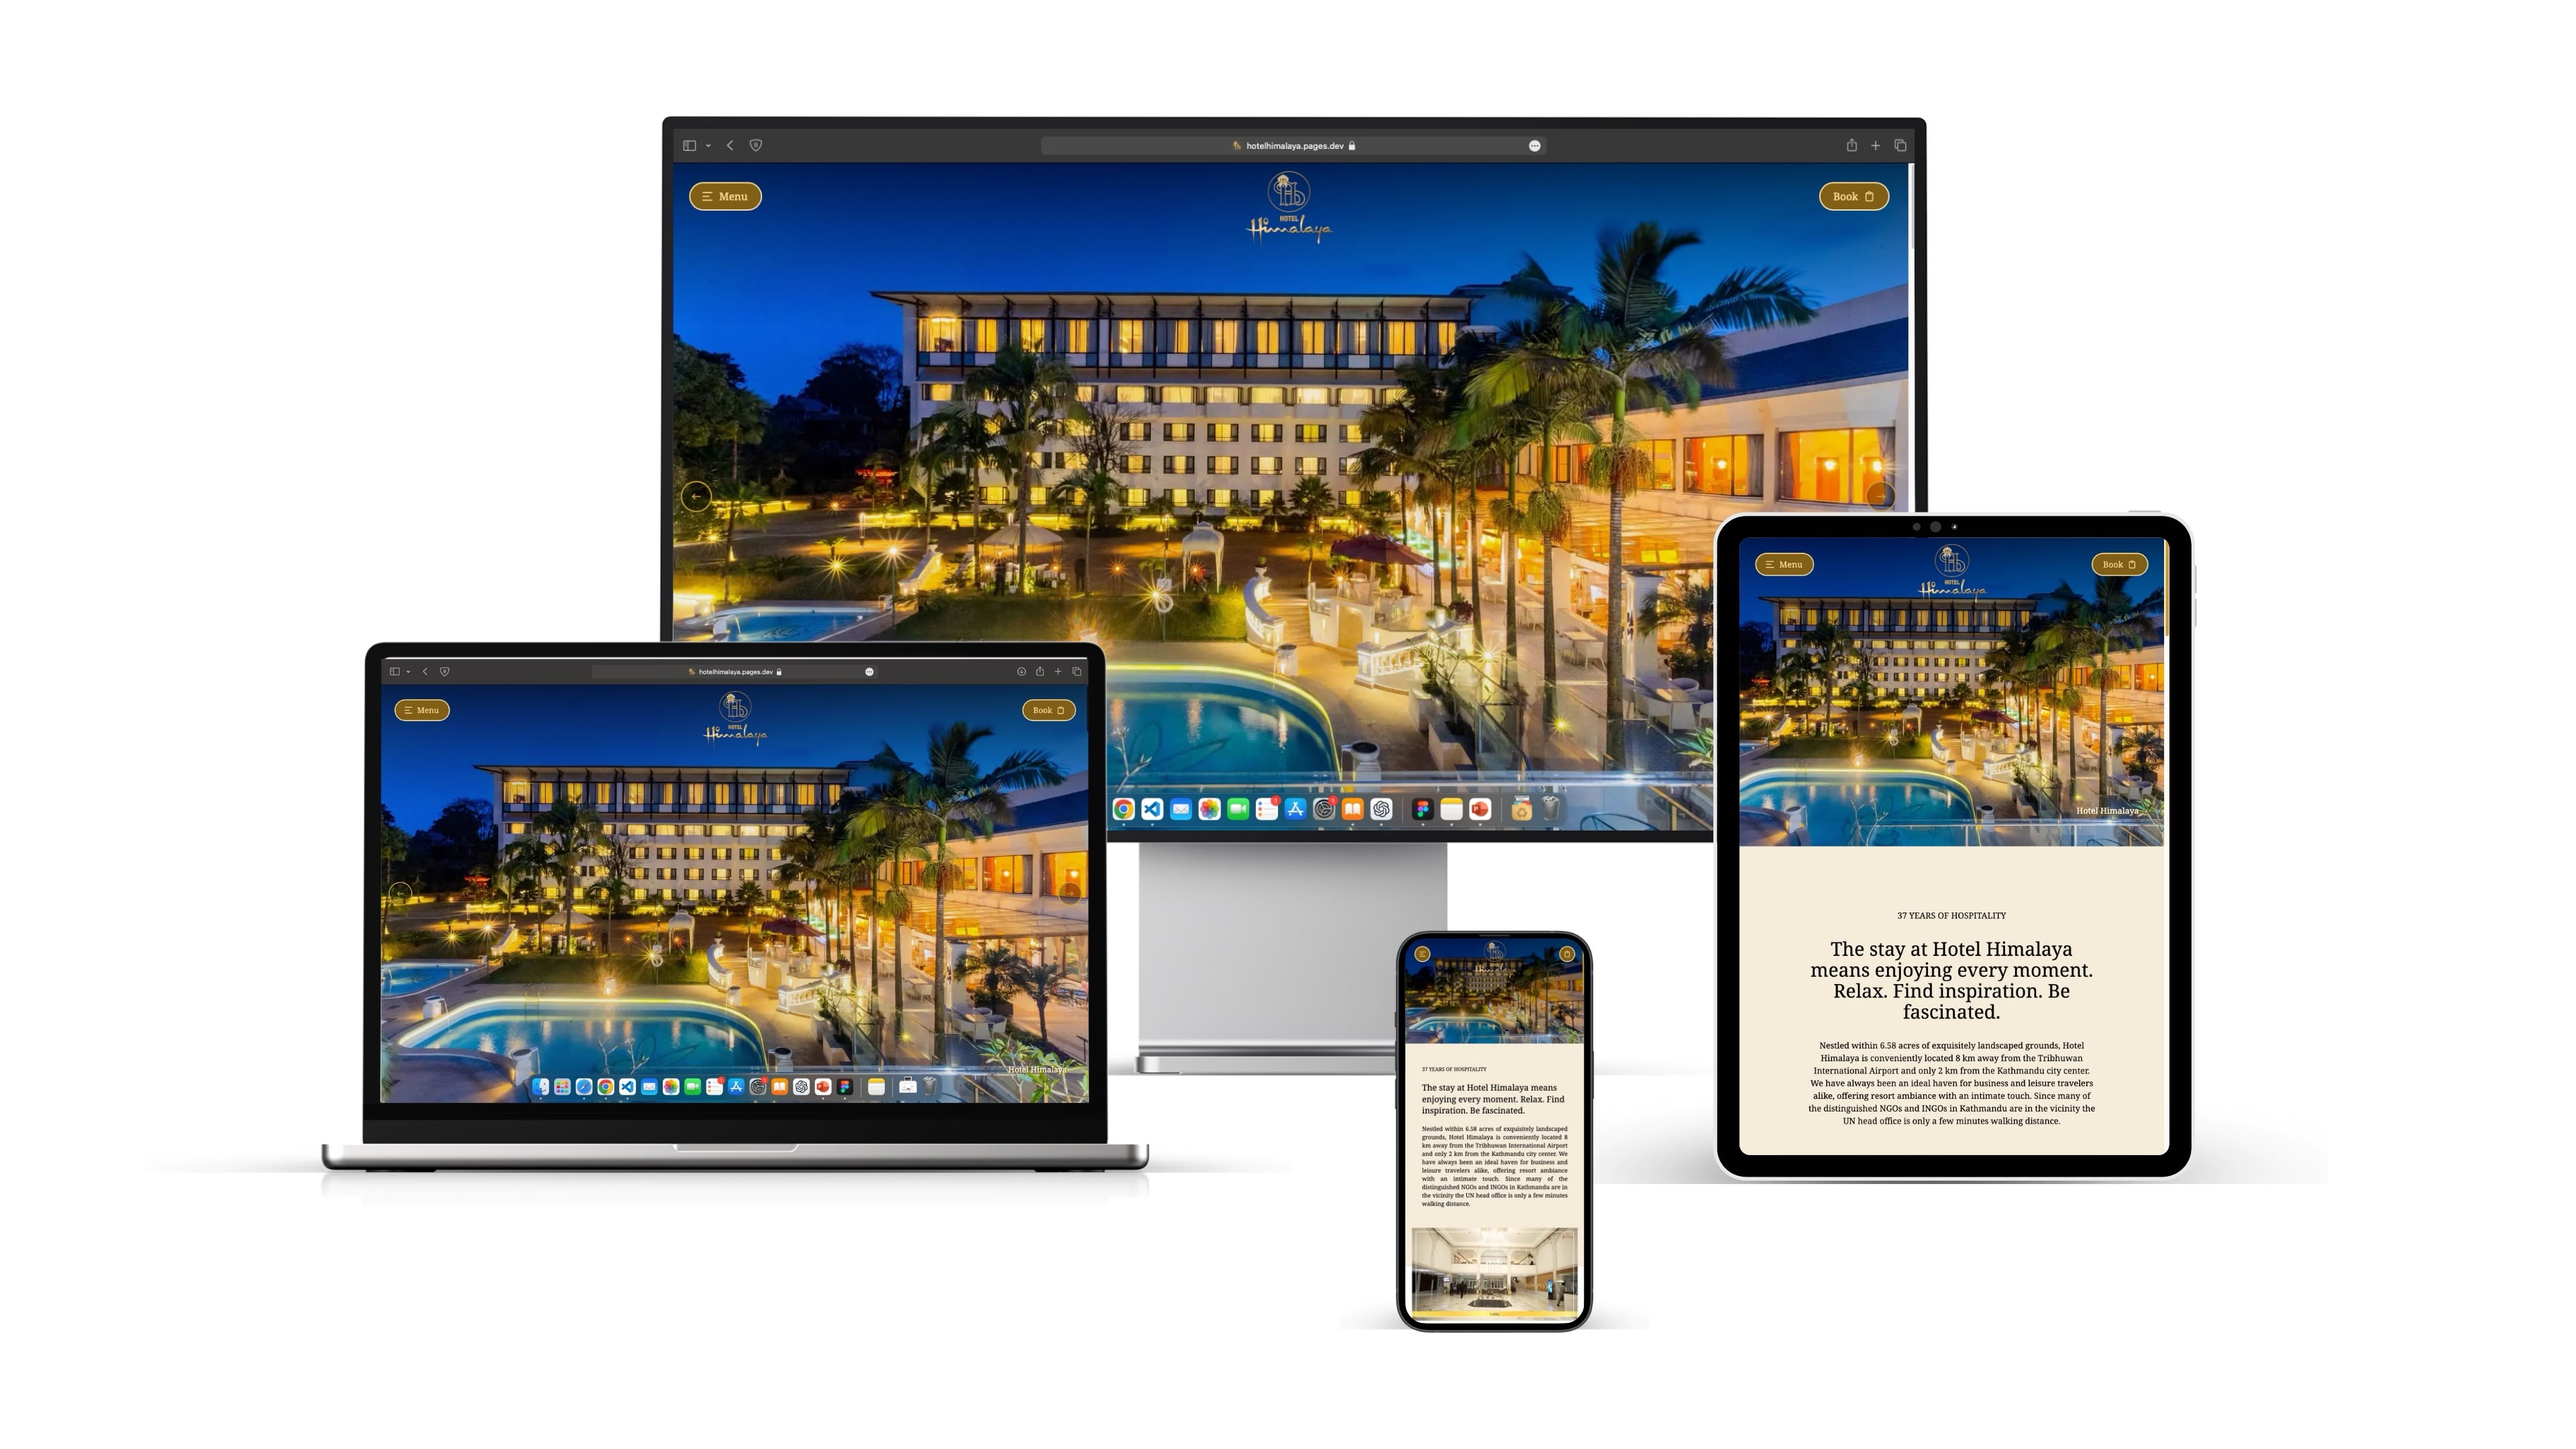 hotelhimalaya.pages.dev
Menu
HOTEL
Himalaya
Book
hotelhimalaya.pages.dev
Menu
HOTEL
Himalaya
Book
Hotel Himalaya
Menu
HOTEL
Himalaya
Book
Hotel Himalaya
37 YEARS OF HOSPITALITY
The stay at Hotel Himalaya
means enjoying every moment.
Relax. Find inspiration. Be
fascinated.
Nestled within 6.58 acres of exquisitely landscaped grounds, Hotel
Himalaya is conveniently located 8 km away from the Tribhuwan
International Airport and only 2 km from the Kathmandu city center.
We have always been an ideal haven for business and leisure travelers
alike, offering resort ambiance with an intimate touch. Since many of
the distinguished NGOs and INGOs in Kathmandu are in the vicinity the
UN head office is only a few minutes walking distance.
37 YEARS OF HOSPITALITY
The stay at Hotel Himalaya means
enjoying every moment. Relax. Find
inspiration. Be fascinated.
Nestled within 6.58 acres of exquisitely landscaped
grounds, Hotel Himalaya is conveniently located 8
km away from the Tribhuwan International Airport
and only 2 km from the Kathmandu city center. We
have always been an ideal haven for business and
leisure travelers alike, offering resort ambiance
with an intimate touch. Since many of the
distinguished NGOs and INGOs in Kathmandu are in
the vicinity the UN head office is only a few minutes
walking distance.